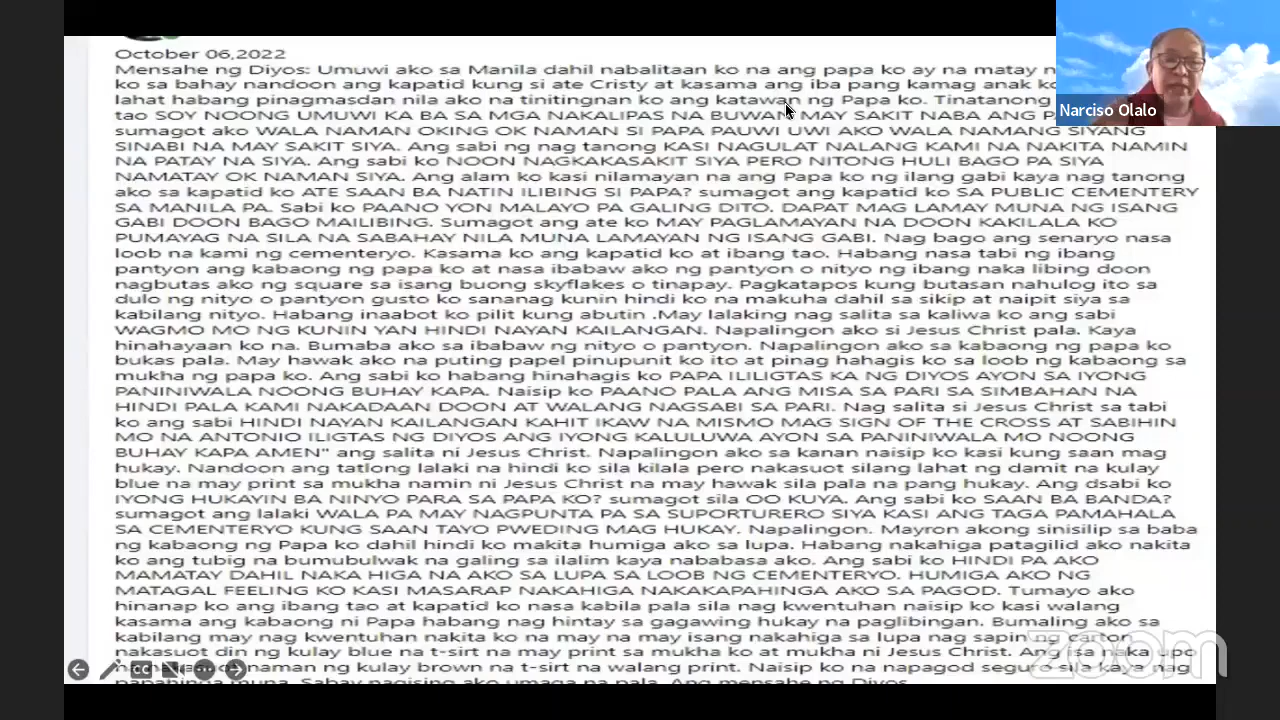 October 06,2022
Mensahe ng Diyos: Umuwi ako sa Manila dahil nabalitaan ko na ang papa ko ay na matay
ko sa bahay nandoon ang kapatid kung si ate Cristy at kasama ang iba pang kamag anak
lahat habang pinagmasdan nila ako na tinitingnan ko ang katawan ng Papa ko. Tinatanong
tao SOY NOONG UMUWI KA BA SA MGA NAKALIPAS NA BUWAN MAY SAKIT NABA ANG
Narciso Olalo
sumagot ako WALA NAMAN OKING OK NAMAN SI PAPA PAUWI UWI AKO WALA NAMANG SIYANG
SINABI NA MAY SAKIT SIYA. Ang sabi ng nag tanong KASI NAGULAT NALANG KAMI NA NAKITA NAMIN
NA PATAY NA SIYA. Ang sabi ko NOON NAGKAKASAKIT SIYA PERO NITONG HULI BAGO PA SIYA
NAMATAY OK NAMAN SIYA. Ang alam ko kasi nilamayan na ang Papa ko ng ilang gabi kaya nag tanong
ako sa kapatid ko ATE SAAN BA NATIN ILIBING SI PAPA? sumagot ang kapatid ko SA PUBLIC CEMENTERY
SA MANILA PA. Sabi ko PAANO YON MALAYO PA GALING DITO. DAPAT MAG LAMAY MUNA NG ISANG
GABI DOON BAGO MAILIBING. Sumagot ang ate ko MAY PAGLAMAYAN NA DOON KAKILALA KO
PUMAYAG NA SILA NA SABAHAY NILA MUNA LAMAYAN NG ISANG GABI. Nag bago ang senaryo nasa
loob na kami ng cementeryo. Kasama ko ang kapatid ko at ibang tao. Habang nasa tabi ng ibang
pantyon ang kabaong ng papa ko at nasa ibabaw ako ng pantyon o nityo ng ibang naka libing doon
nagbutas ako ng square sa isang buong skyflakes o tinapay. Pagkatapos kung butasan nahulog ito sa
dulo ng nityo o pantyon gusto ko sananag kunin hindi ko na makuha dahil sa sikip at naipit siya sa
kabilang nityo. Habang inaabot ko pilit kung abutin .May lalaking nag salita sa kaliwa ko ang sabi
WAGMO MO NG KUNIN YAN HINDI NAYAN KAILANGAN. Napalingon ako si Jesus Christ pala. Kaya
hinahayaan ko na. Bumaba ako sa ibabaw ng nityo o pantyon. Napalingon ako sa kabaong ng papa ko
bukas pala. May hawak ako na puting papel pinupunit ko ito at pinag hahagis ko sa loob ng kabaong sa
mukha ng papa ko. Ang sabi ko habang hinahagis ko PAPA ILILIGTAS KA NG DIYOS AYON SA IYONG
PANINIWALA NOONG BUHAY KAPA. Naisip ko PAANO PALA ANG MISA SA PARI SA SIMBAHAN NA
HINDI PALA KAMI NAKADAAN DOON AT WALANG NAGSABI SA PARI. Nag salita si Jesus Christ sa tabi
ko ang sabi HINDI NAYAN KAILANGAN KAHIT IKAW NA MISMO MAG SIGN OF THE CROSS AT SABIHIN
MO NA ANTONIO ILIGTAS NG DIYOS ANG IYONG KALULUWA AYON SA PANINIWALA MO NOONG
BUHAY KAPA AMEN" ang salita ni Jesus Christ. Napalingon ako sa kanan naisip ko kasi kung saan mag
hukay. Nandoon ang tatlong lalaki na hindi ko sila kilala pero nakasuot silang lahat ng damit na kulay
blue na may print sa mukha namin ni Jesus Christ na may hawak sila pala na pang hukay. Ang dsabi ko
IYONG HUKAYIN BA NINYO PARA SA PAPA KO? sumagot sila OO KUYA. Ang sabi ko SAAN BA BANDA?
sumagot ang lalaki WALA PA MAY NAGPUNTA PA SA SUPORTURERO SIYA KASI ANG TAGA PAMAHALA
SA CEMENTERYO KUNG SAAN TAYO PWEDING MAG HUKAY. Napalingon. Mayron akong sinisilip sa baba
ng kabaong ng Papa ko dahil hindi ko makita humiga ako sa lupa. Habang nakahiga patagilid ako nakita
ko ang tubig na bumubulwak na galing sa ilalim kaya nababasa ako. Ang sabi ko HINDI PA AKO
MAMATAY DAHIL NAKA HIGA NA AKO SA LUPA SA LOOB NG CEMENTERYO. HUMIGA AKO NG
MATAGAL FEELING KO KASI MASARAP NAKAHIGA NAKAKAPAHINGA AKO SA PAGOD. Tumayo ako
hinanap ko ang ibang tao at kapatid ko nasa kabila pala sila nag kwentuhan naisip ko kasi walang
kasama ang kabaong ni Papa habang nag hintay sa gagawing hukay na paglibingan. Bumaling ako sa
kabilang may nag kwentuhan nakita ko na may na may isang nakahiga sa lupa nag sapin ng carton
nakasuot din ng kulay blue na t-sirt na may print sa mukha ko at mukha ni Jesus Christ.
naman ng kulay brown na t-sirt na walang print. Naisip ko na napagod
muna. Sabay nagising ako umaga na pala. Ang mensahe ng Diyos
zoom